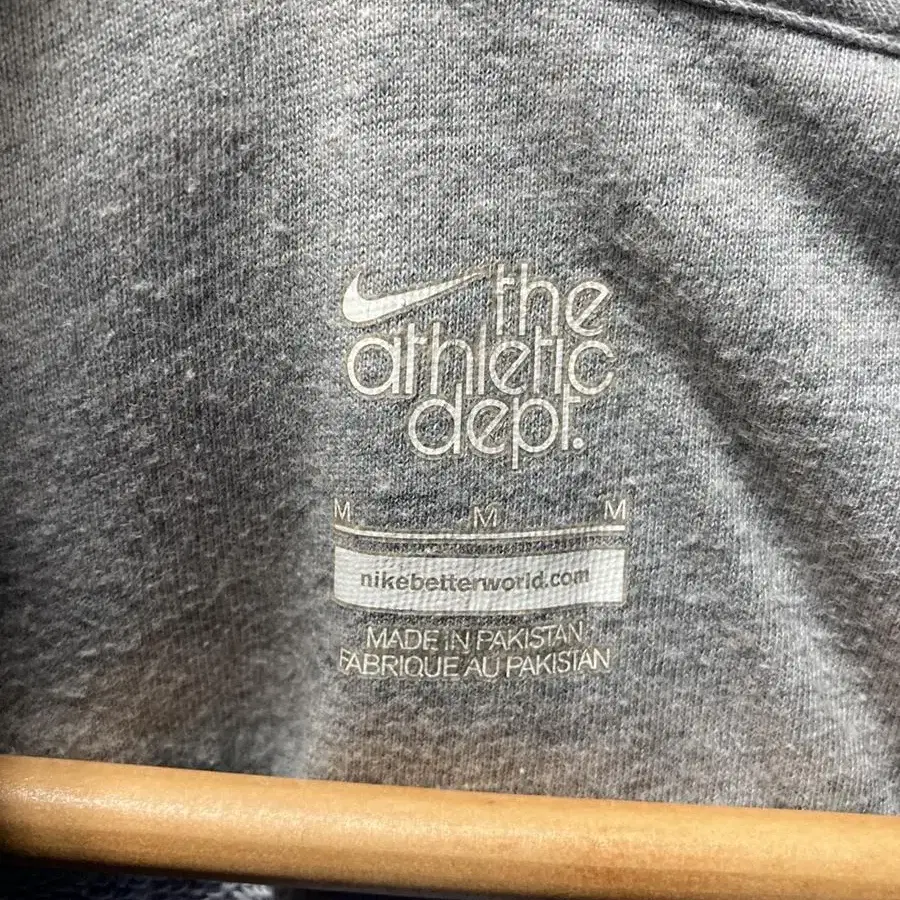 the
athletic
dept.
M M M
nikebetterworld.com
MADE IN PAKISTAN
FABRIQUE AU PAKISTAN